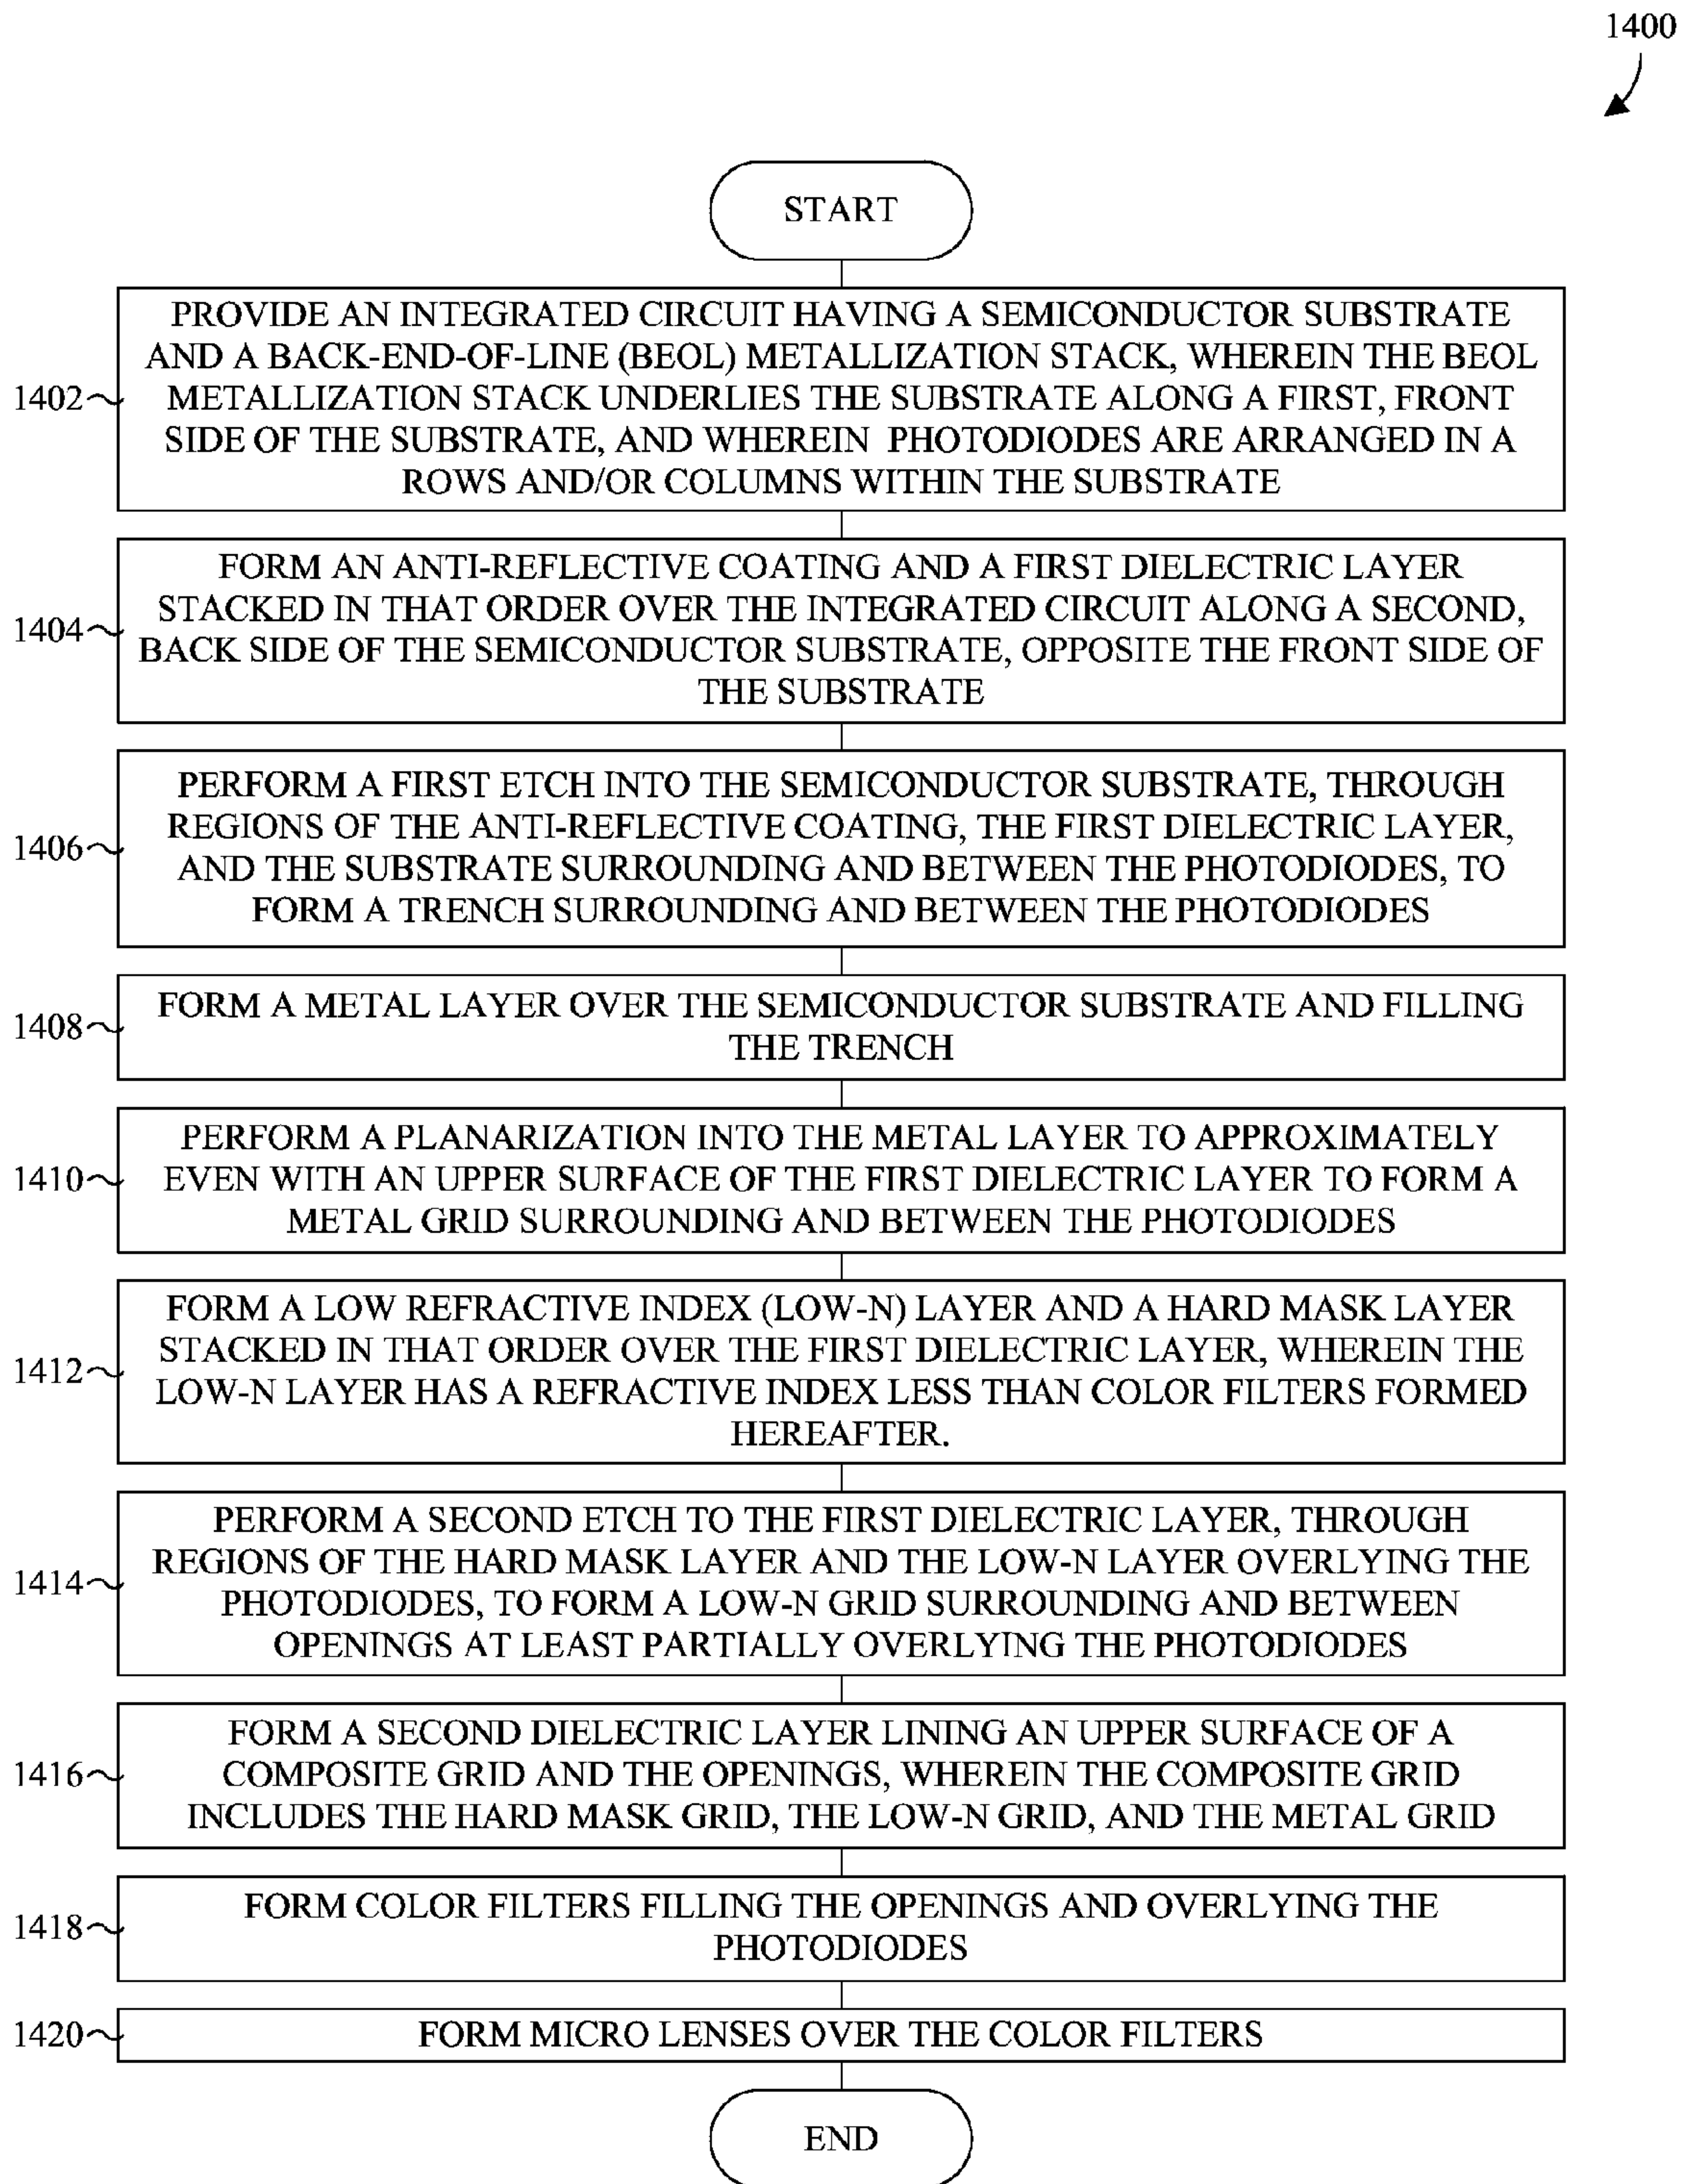 1400
START
1402
PROVIDE AN INTEGRATED CIRCUIT HAVING A SEMICONDUCTOR SUBSTRATE
AND A BACK-END-OF-LINE (BEOL) METALLIZATION STACK, WHEREIN THE BEOL
METALLIZATION STACK UNDERLIES THE SUBSTRATE ALONG A FIRST, FRONT
SIDE OF THE SUBSTRATE, AND WHEREIN PHOTODIODES ARE ARRANGED IN A
ROWS AND/OR COLUMNS WITHIN THE SUBSTRATE
1404
FORM AN ANTI-REFLECTIVE COATING AND A FIRST DIELECTRIC LAYER
STACKED IN THAT ORDER OVER THE INTEGRATED CIRCUIT ALONG A SECOND,
BACK SIDE OF THE SEMICONDUCTOR SUBSTRATE, OPPOSITE THE FRONT SIDE OF
THE SUBSTRATE
1406
PERFORM A FIRST ETCH INTO THE SEMICONDUCTOR SUBSTRATE, THROUGH
REGIONS OF THE ANTI-REFLECTIVE COATING, THE FIRST DIELECTRIC LAYER,
AND THE SUBSTRATE SURROUNDING AND BETWEEN THE PHOTODIODES, TO
FORM A TRENCH SURROUNDING AND BETWEEN THE PHOTODIODES
1408
FORM A METAL LAYER OVER THE SEMICONDUCTOR SUBSTRATE AND FILLING
THE TRENCH
1410
PERFORM A PLANARIZATION INTO THE METAL LAYER TO APPROXIMATELY
EVEN WITH AN UPPER SURFACE OF THE FIRST DIELECTRIC LAYER TO FORM A
METAL GRID SURROUNDING AND BETWEEN THE PHOTODIODES
1412
FORM A LOW REFRACTIVE INDEX (LOW-N) LAYER AND A HARD MASK LAYER
STACKED IN THAT ORDER OVER THE FIRST DIELECTRIC LAYER, WHEREIN THE
LOW-N LAYER HAS A REFRACTIVE INDEX LESS THAN COLOR FILTERS FORMED
HEREAFTER.
1414
PERFORM A SECOND ETCH TO THE FIRST DIELECTRIC LAYER, THROUGH
REGIONS OF THE HARD MASK LAYER AND THE LOW-N LAYER OVERLYING THE
PHOTODIODES, TO FORM A LOW-N GRID SURROUNDING AND BETWEEN
OPENINGS AT LEAST PARTIALLY OVERLYING THE PHOTODIODES
1416
FORM A SECOND DIELECTRIC LAYER LINING AN UPPER SURFACE OF A
COMPOSITE GRID AND THE OPENINGS, WHEREIN THE COMPOSITE GRID
INCLUDES THE HARD MASK GRID, THE LOW-N GRID, AND THE METAL GRID
1418
FORM COLOR FILTERS FILLING THE OPENINGS AND OVERLYING THE
PHOTODIODES
1420
FORM MICRO LENSES OVER THE COLOR FILTERS
END